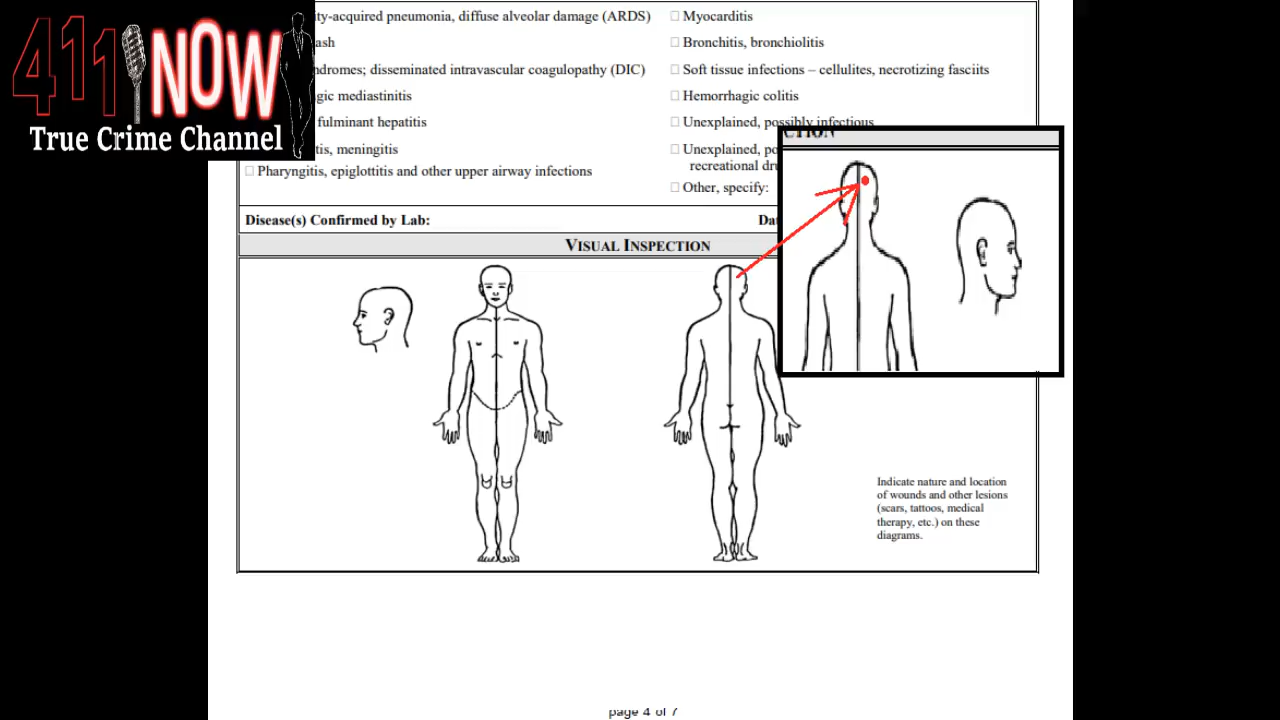 411 NOW
True Crime Channel
ty-acquired pneumonia, diffuse alveolar damage (ARDS)
ash
ndromes; disseminated intravascular coagulopathy (DIC)
gic mediastinitis
fulminant hepatitis
tis, meningitis
Pharyngitis, epiglottitis and other upper airway infections
Myocarditis
Bronchitis, bronchiolitis
Soft tissue infections – cellulites, necrotizing fasciits
Hemorrhagic colitis
Unexplained, possibly infectious
Unexplained, po
recreational dru
Other, specify:
Disease(s) Confirmed by Lab:
Dat
VISUAL INSPECTION
CTION
Indicate nature and location
of wounds and other lesions
(scars, tattoos, medical
therapy, etc.) on these
diagrams.
page 4 of 7